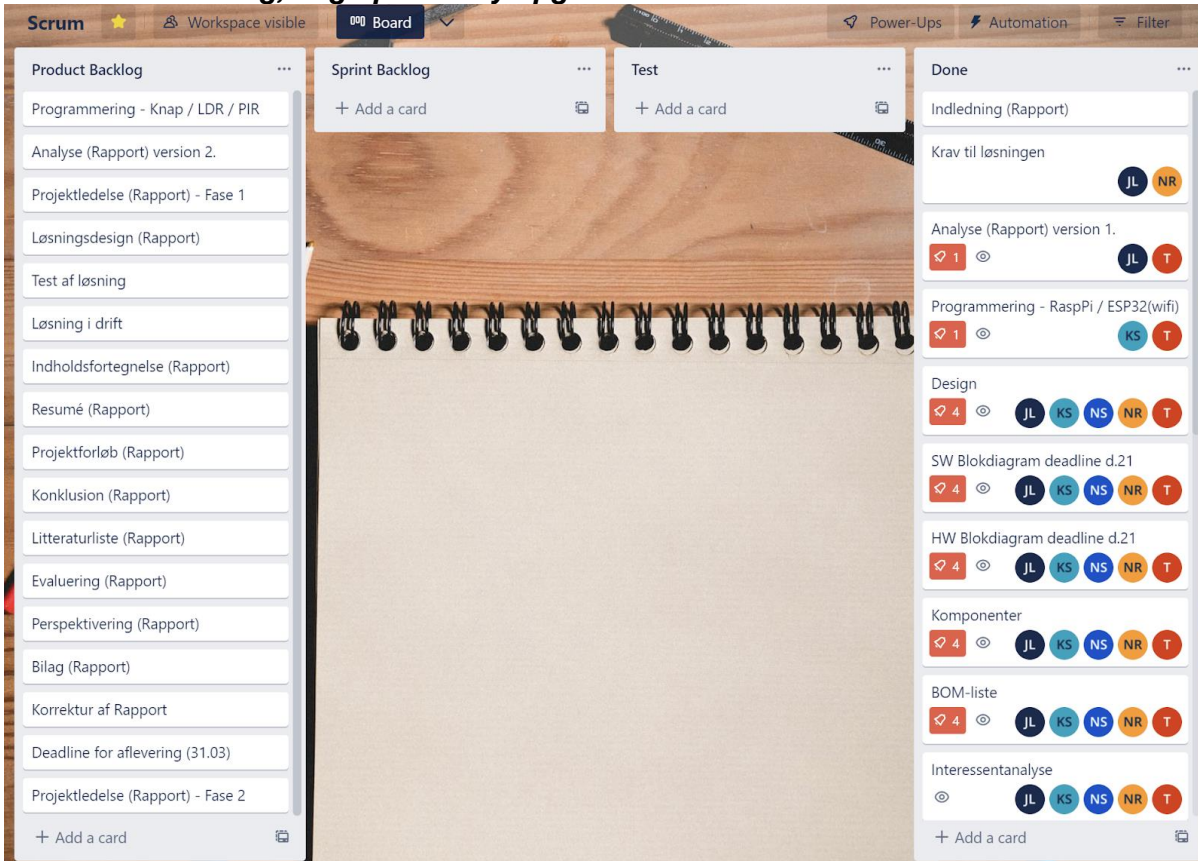 Scrum
Workspace visible
Board
Power-Ups
Automation
Filter
Product Backlog
Programmering - Knap / LDR / PIR
Analyse (Rapport) version 2.
Projektledelse (Rapport) - Fase 1
Løsningsdesign (Rapport)
Test af løsning
Løsning i drift
Indholdsfortegnelse (Rapport)
Resumé (Rapport)
Projektforløb (Rapport)
Konklusion (Rapport)
Litteraturliste (Rapport)
Evaluering (Rapport)
Perspektivering (Rapport)
Bilag (Rapport)
Korrektur af Rapport
Deadline for aflevering (31.03)
Projektledelse (Rapport) - Fase 2
+ Add a card
Sprint Backlog
+ Add a card
Test
+ Add a card
Done
Indledning (Rapport)
Krav til løsningen
JL NR
Analyse (Rapport) version 1.
1 JL T
Programmering - RaspPi / ESP32(wifi)
1 KS T
Design
4 JL KS NS NR T
SW Blokdiagram deadline d.21
4 JL KS NS NR T
HW Blokdiagram deadline d.21
4 JL KS NS NR T
Komponenter
4 JL KS NS NR T
BOM-liste
4 JL KS NS NR T
Interessentanalyse
JL KS NS NR T
+ Add a card